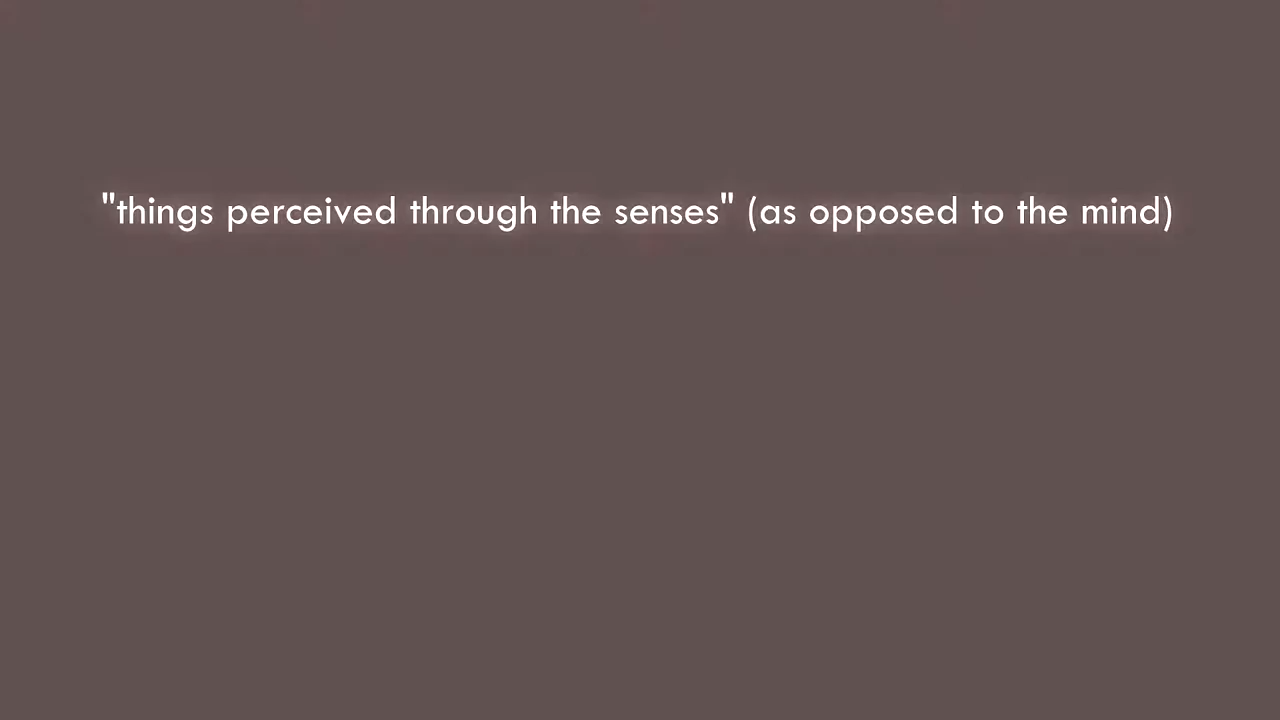 "things perceived through the senses" (as opposed to the mind)